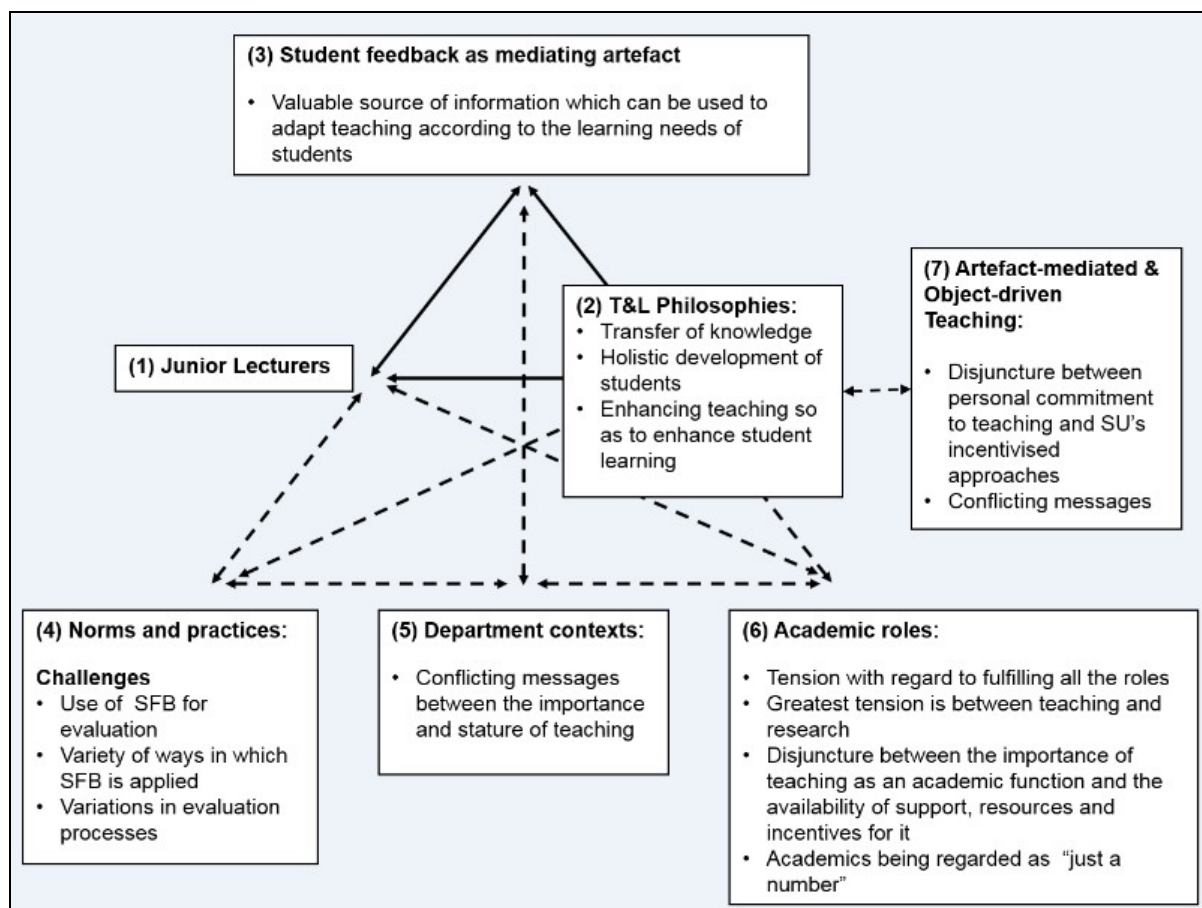 (3) Student feedback as mediating artefact
• Valuable source of information which can be used to
adapt teaching according to the learning needs of
students
(7) Artefact-mediated &
Object-driven
Teaching:
• Disjuncture between
personal commitment
to teaching and SU's
incentivised
approaches
• Conflicting messages
(2) T&L Philosophies:
• Transfer of knowledge
• Holistic development of
students
• Enhancing teaching so
as to enhance student
learning
(1) Junior Lecturers
(4) Norms and practices:
Challenges
• Use of SFB for
evaluation
• Variety of ways in which
SFB is applied
• Variations in evaluation
processes
(5) Department contexts:
• Conflicting messages
between the importance
and stature of teaching
(6) Academic roles:
• Tension with regard to fulfilling all the roles
• Greatest tension is between teaching and
research
• Disjuncture between the importance of
teaching as an academic function and the
availability of support, resources and
incentives for it
• Academics being regarded as "just a
number"